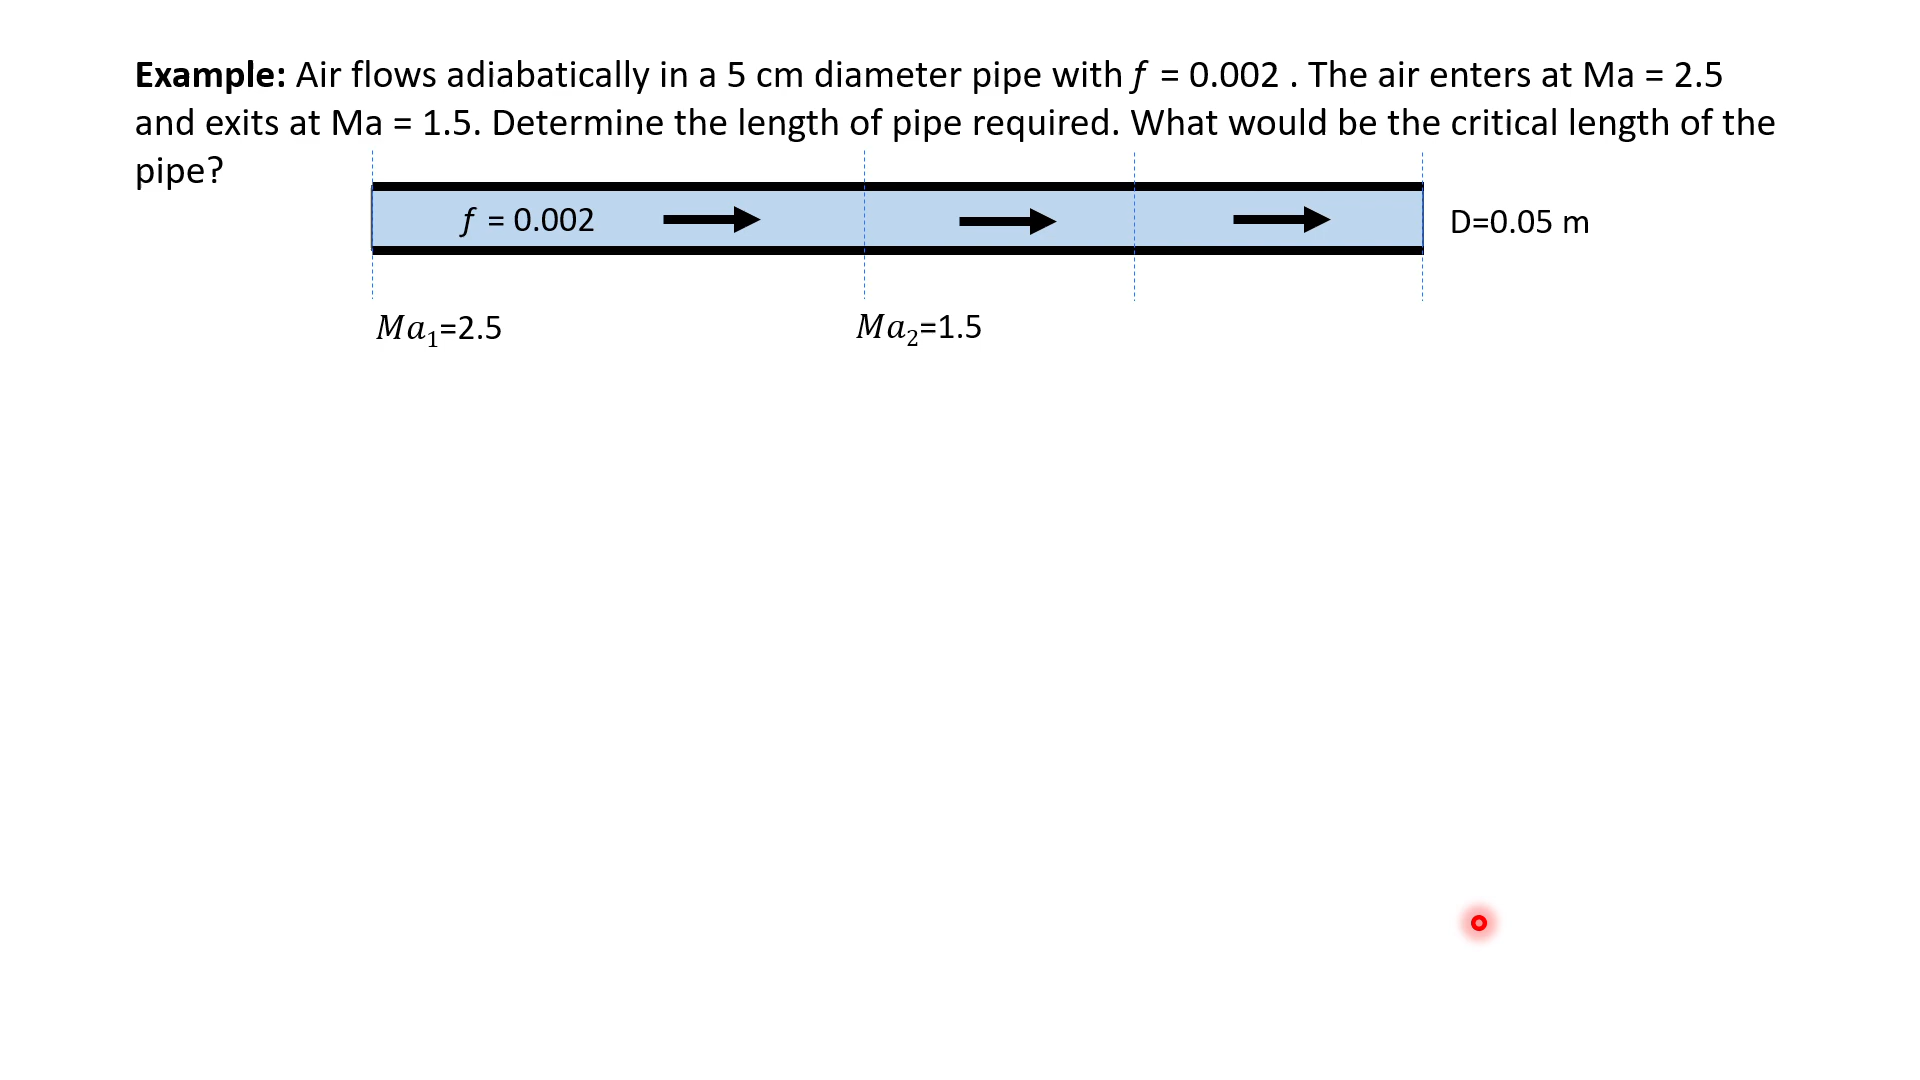 Example: Air flows adiabatically in a 5 cm diameter pipe with f = 0.002 . The air enters at Ma = 2.5
and exits at Ma = 1.5. Determine the length of pipe required. What would be the critical length of the
pipe?
f = 0.002
D=0.05 m
Ma₁=2.5
Ma₂=1.5